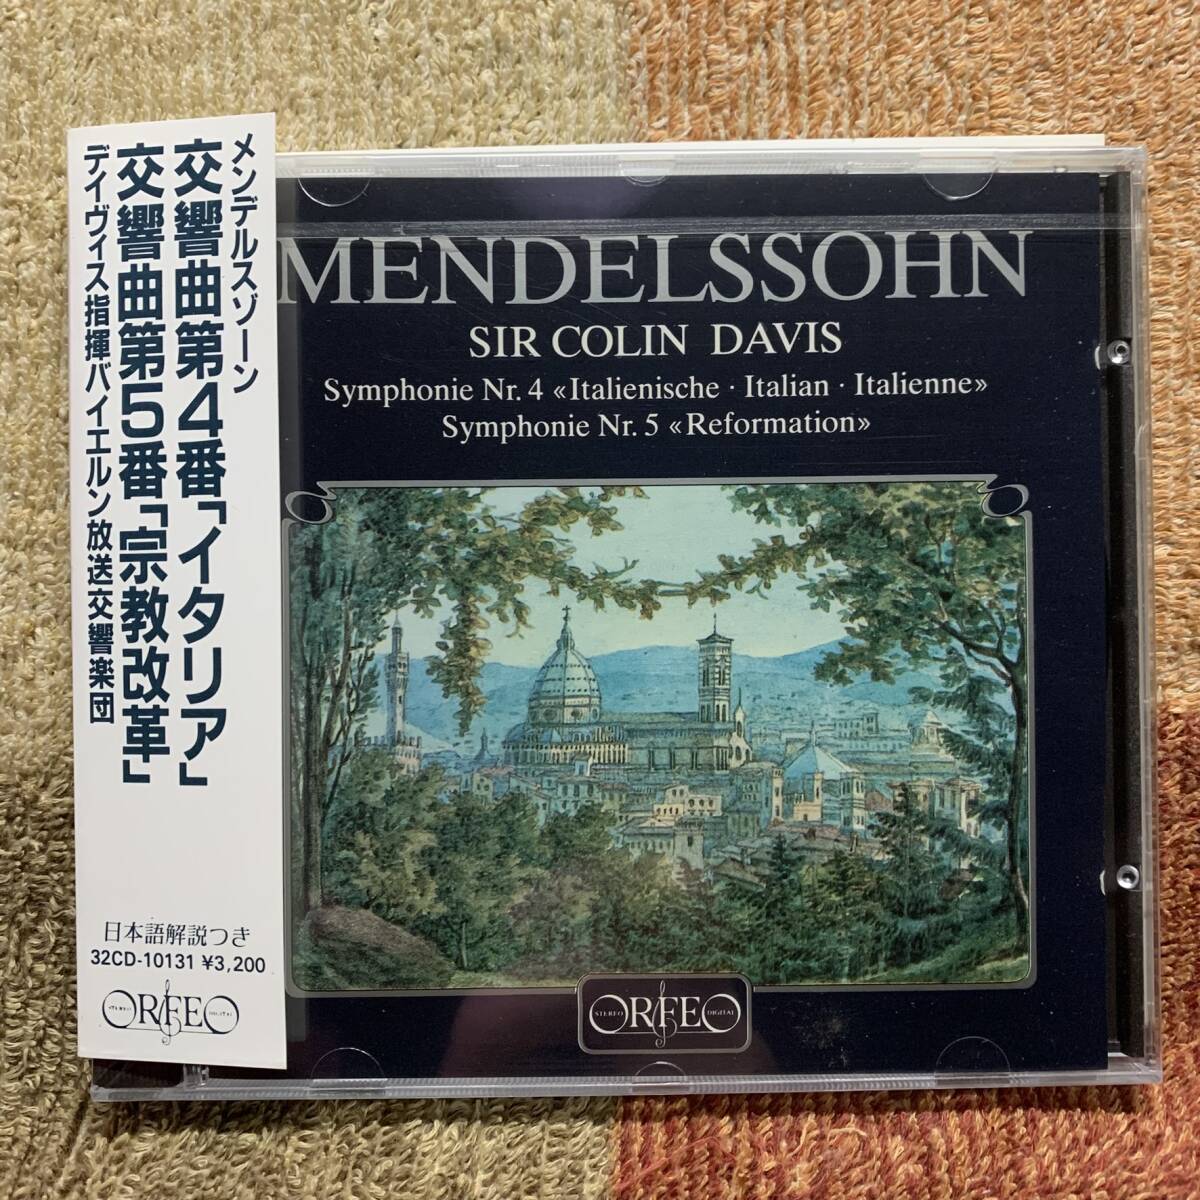 メンデルスゾーン
交響曲第4番「イタリア」
交響曲第5番「宗教改革」
デイヴィス指揮バイエルン放送交響楽団
日本語解説つき
32CD-10131 ¥3,200
ORFEO
MENDELSSOHN
SIR COLIN DAVIS
Symphonie Nr. 4 «Italienische · Italian · Italienne»
Symphonie Nr. 5 «Reformation»
STEREO ORFEO DIGITAL